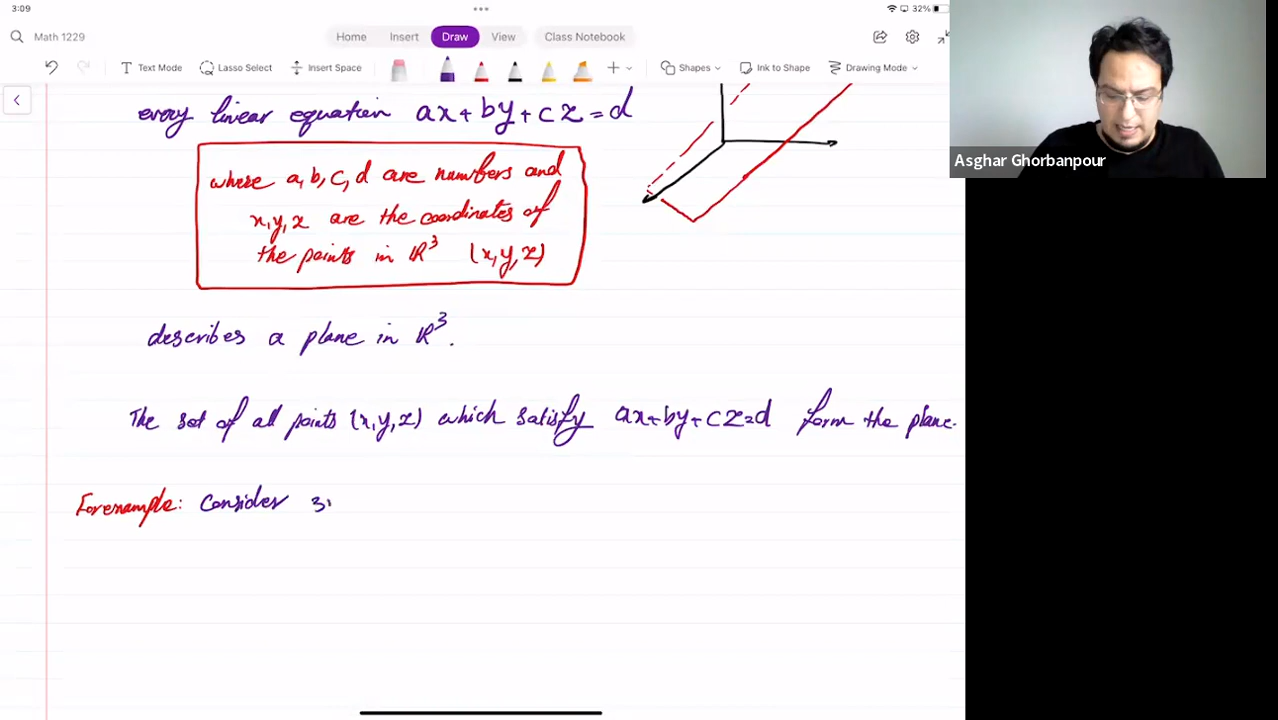 3:09
32%
Math 1229
Home Insert Draw View Class Notebook
Text Mode Lasso Select Insert Space Shapes Ink to Shape Drawing Mode
every linear equation ax+by+cz=d
where a,b,c,d are numbers and
x,y,z are the coordinates of
the points in ℝ³ (x,y,z)
describes a plane in ℝ³.
The set of all points (x,y,z) which satisfy ax+by+cz=d form the plane.
For example: Consider 3
Asghar Ghorbanpour